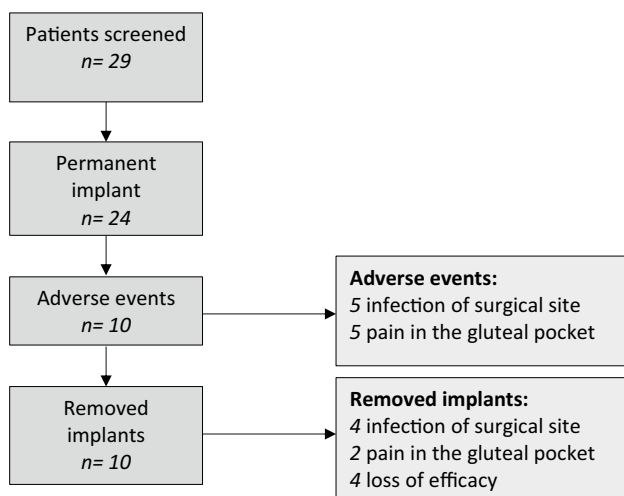 Patients screened
n= 29
Permanent
implant
n= 24
Adverse events
n= 10
Adverse events:
5 infection of surgical site
5 pain in the gluteal pocket
Removed
implants
n= 10
Removed implants:
4 infection of surgical site
2 pain in the gluteal pocket
4 loss of efficacy